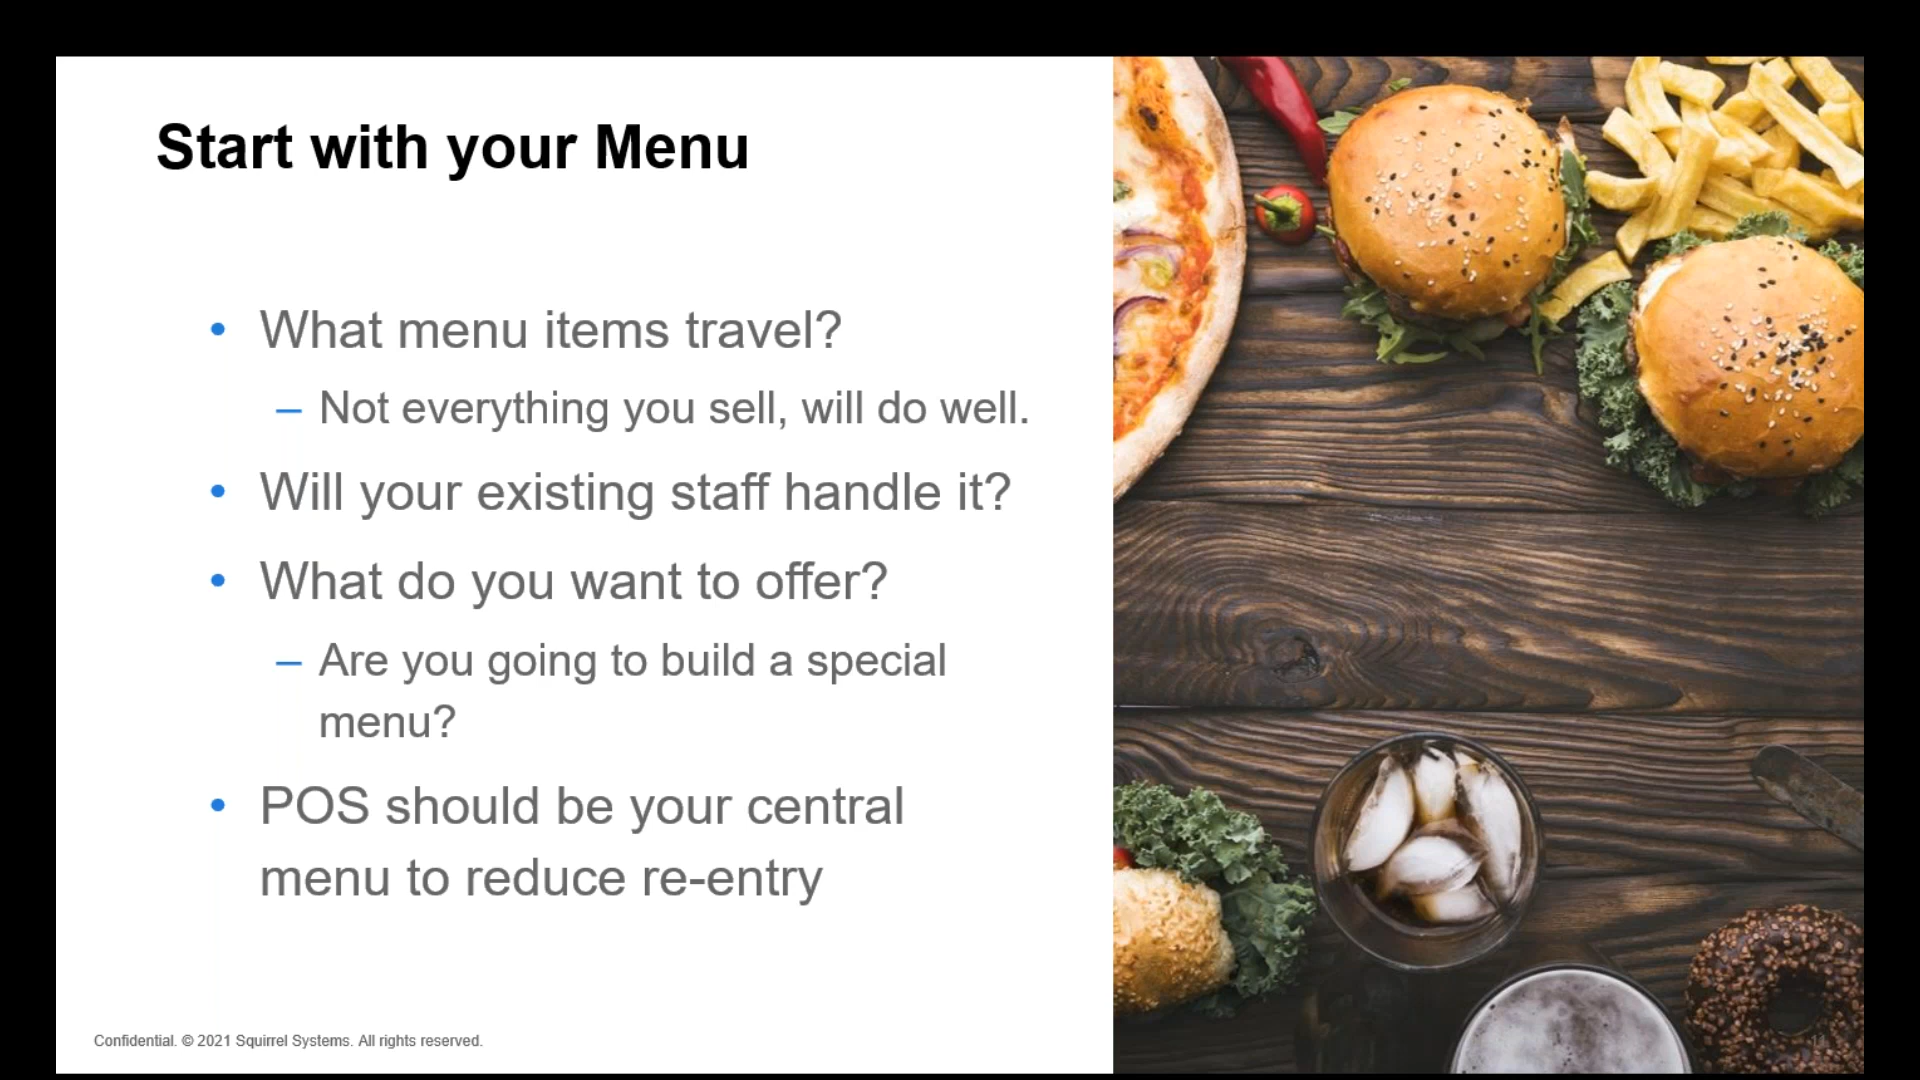 Start with your Menu
• What menu items travel?
– Not everything you sell, will do well.
• Will your existing staff handle it?
• What do you want to offer?
– Are you going to build a special
menu?
• POS should be your central
menu to reduce re-entry
Confidential. © 2021 Squirrel Systems. All rights reserved.